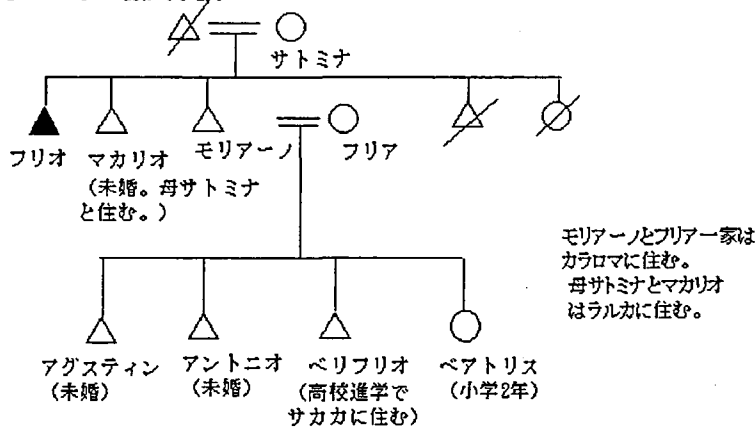 サトミナ
フリオ
マカリオ
(未婚。母サトミナ
と住む。)
モリアーノ
フリア
モリアーノとフリアー家は
カラロマに住む。
母サトミナとマカリオ
はラルカに住む。
アグスティン
(未婚)
アントニオ
(未婚)
ベリフリオ
(高校進学で
サカカに住む)
ベアトリス
(小学2年)